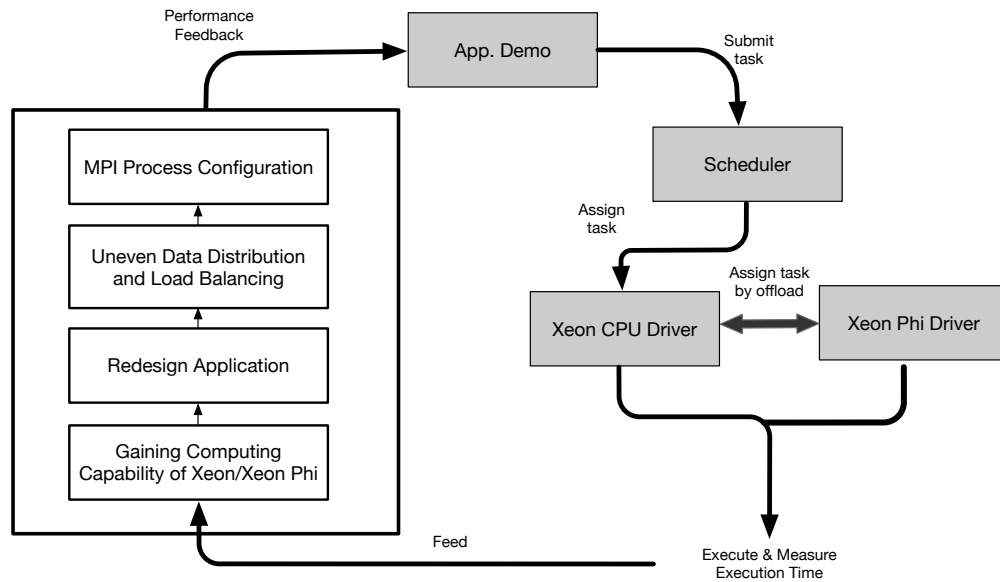 Performance
Feedback
App. Demo
Submit
task
MPI Process Configuration
Scheduler
Assign
task
Uneven Data Distribution
and Load Balancing
Assign task
by offload
Xeon CPU Driver
Xeon Phi Driver
Redesign Application
Gaining Computing
Capability of Xeon/Xeon Phi
Feed
Execute & Measure
Execution Time